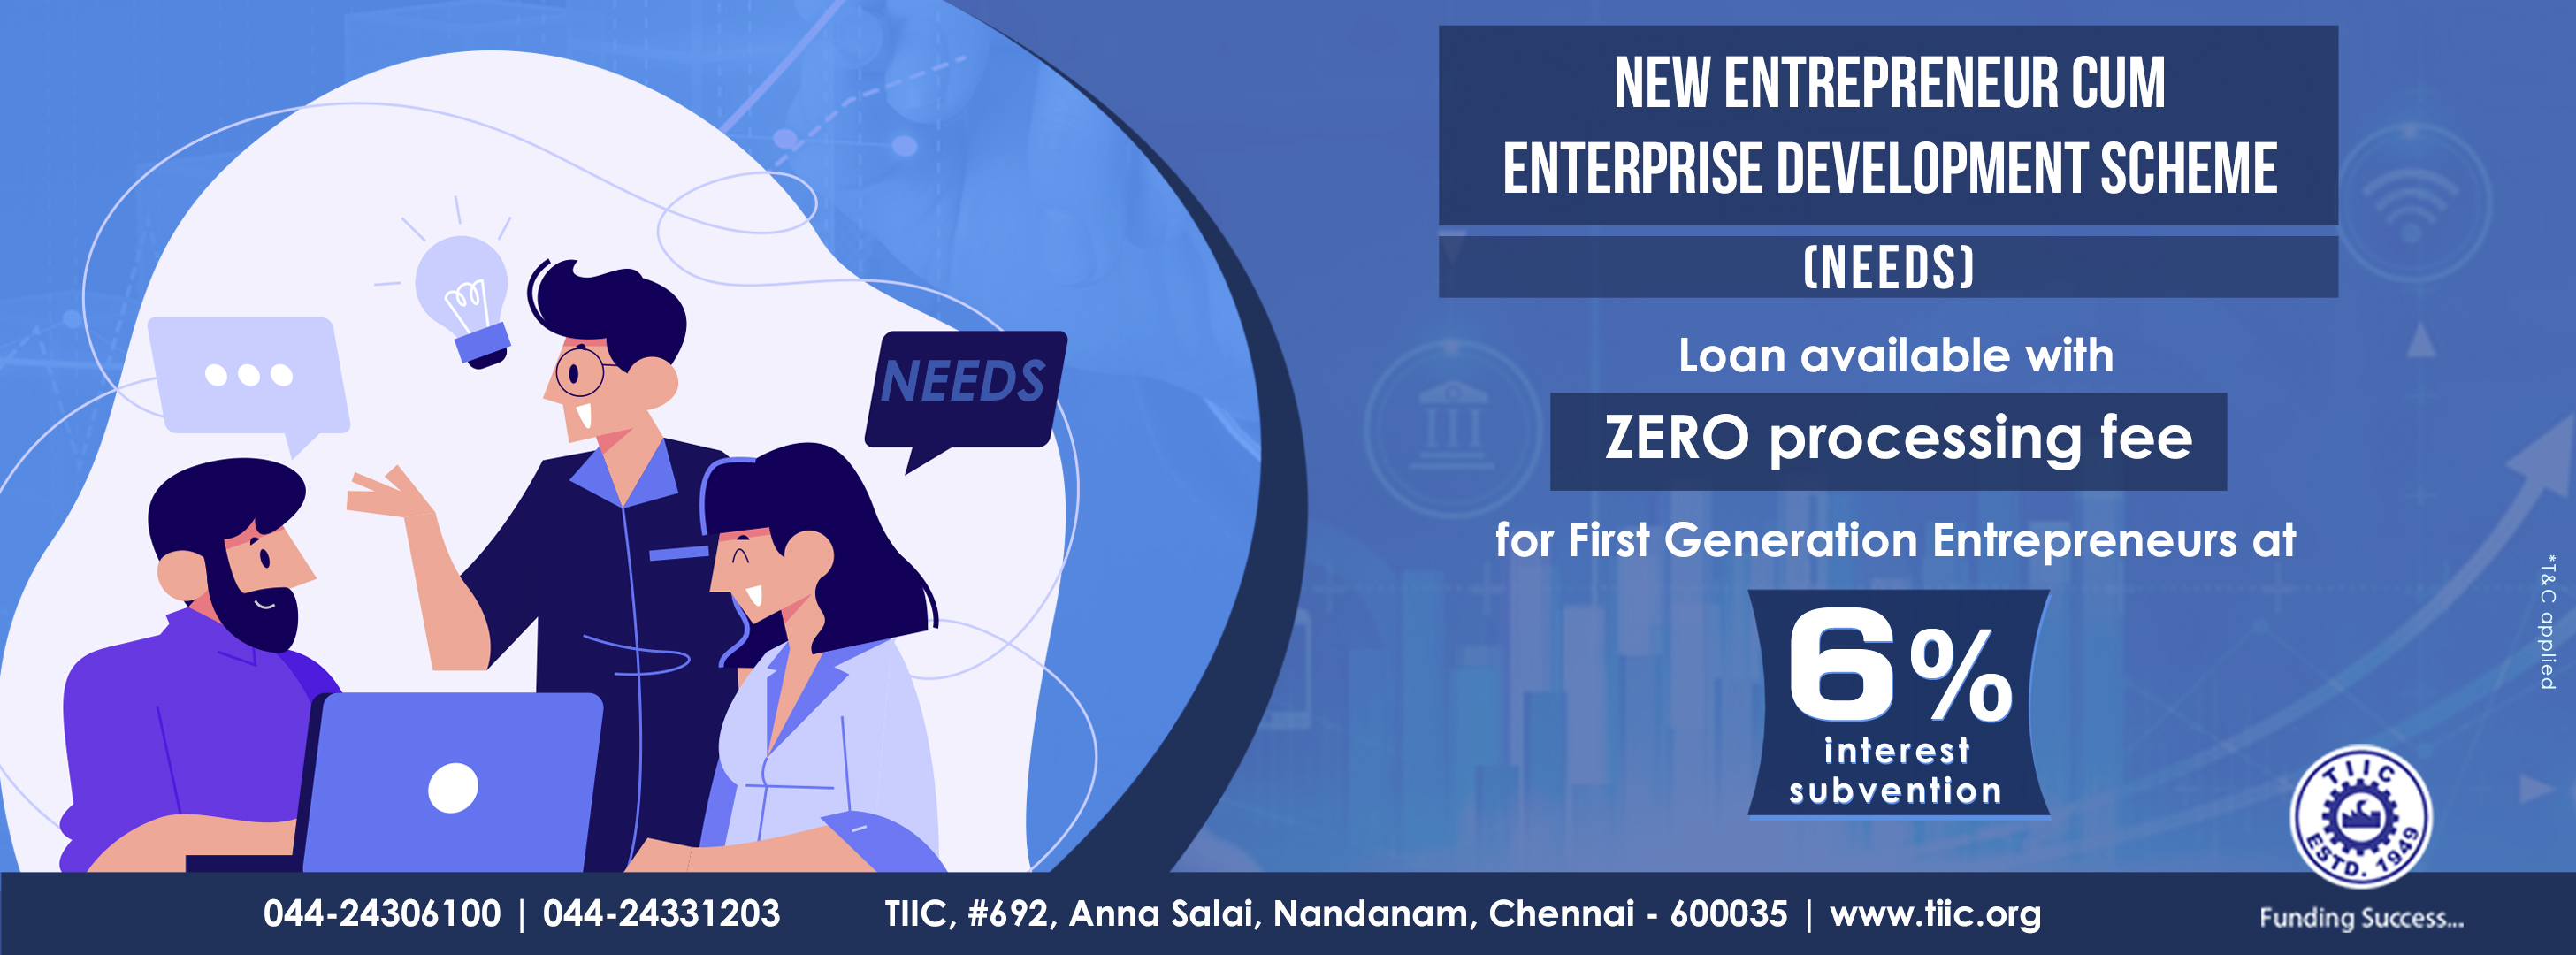 NEW ENTREPRENEUR CUM
ENTERPRISE DEVELOPMENT SCHEME
(NEEDS)
NEEDS
Loan available with
ZERO processing fee
for First Generation Entrepreneurs at
6%
interest
subvention
*T&C applied
TIIC
ESTD. 1949
044-24306100 | 044-24331203
TIIC, #692, Anna Salai, Nandanam, Chennai - 600035 | www.tiic.org
Funding Success...